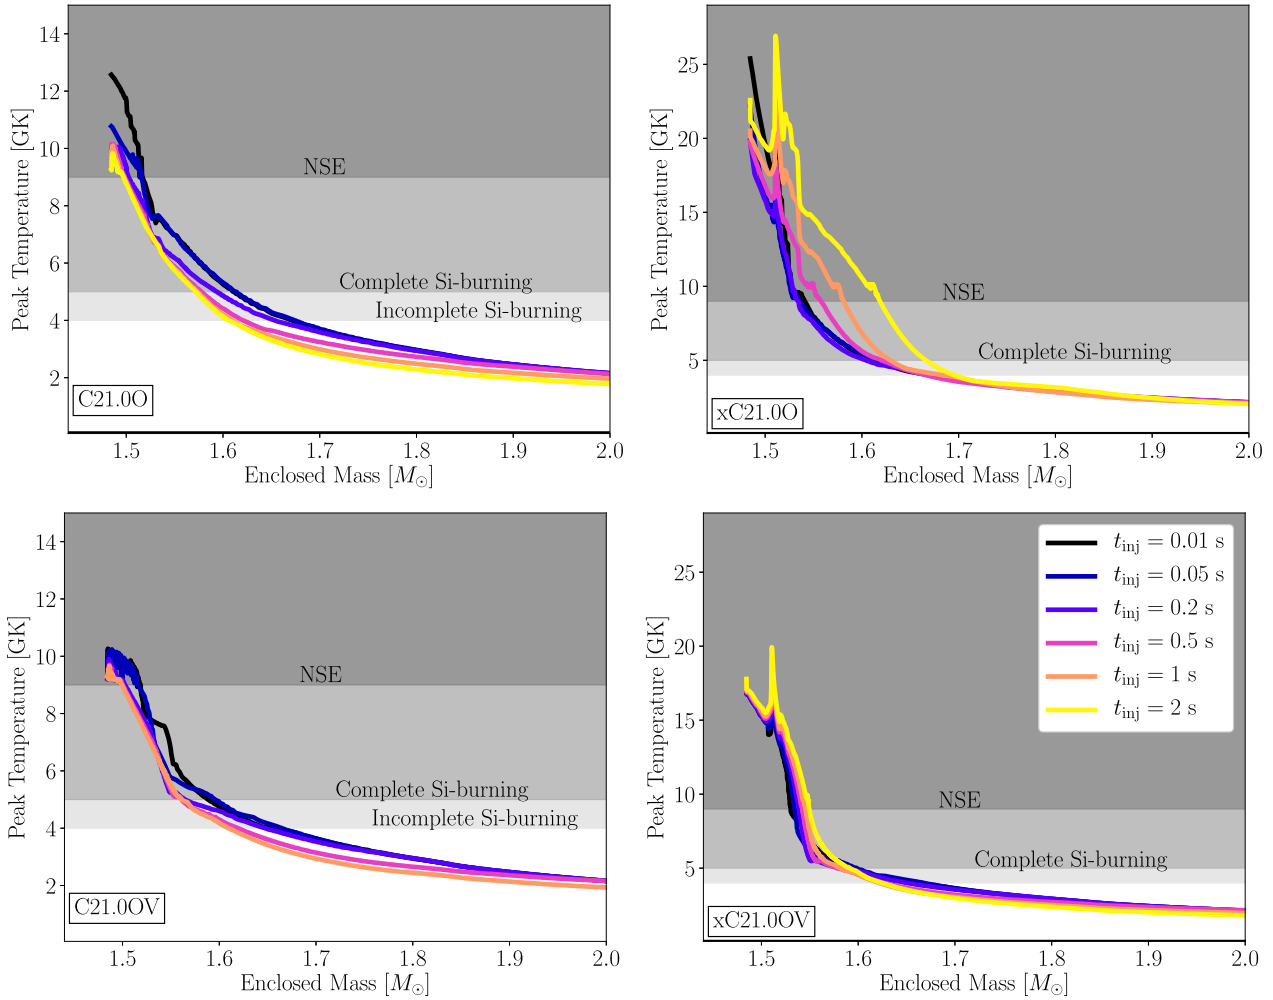 14
12
10
8
6
4
2
Peak Temperature [GK]
NSE
Complete Si-burning
Incomplete Si-burning
C21.0O
1.5 1.6 1.7 1.8 1.9 2.0
Enclosed Mass [M⊙]
25
20
15
10
5
Peak Temperature [GK]
NSE
Complete Si-burning
xC21.0O
1.5 1.6 1.7 1.8 1.9 2.0
Enclosed Mass [M⊙]
14
12
10
8
6
4
2
Peak Temperature [GK]
NSE
Complete Si-burning
Incomplete Si-burning
C21.0OV
1.5 1.6 1.7 1.8 1.9 2.0
Enclosed Mass [M⊙]
25
20
15
10
5
Peak Temperature [GK]
t_inj = 0.01 s
t_inj = 0.05 s
t_inj = 0.2 s
t_inj = 0.5 s
t_inj = 1 s
t_inj = 2 s
NSE
Complete Si-burning
xC21.0OV
1.5 1.6 1.7 1.8 1.9 2.0
Enclosed Mass [M⊙]